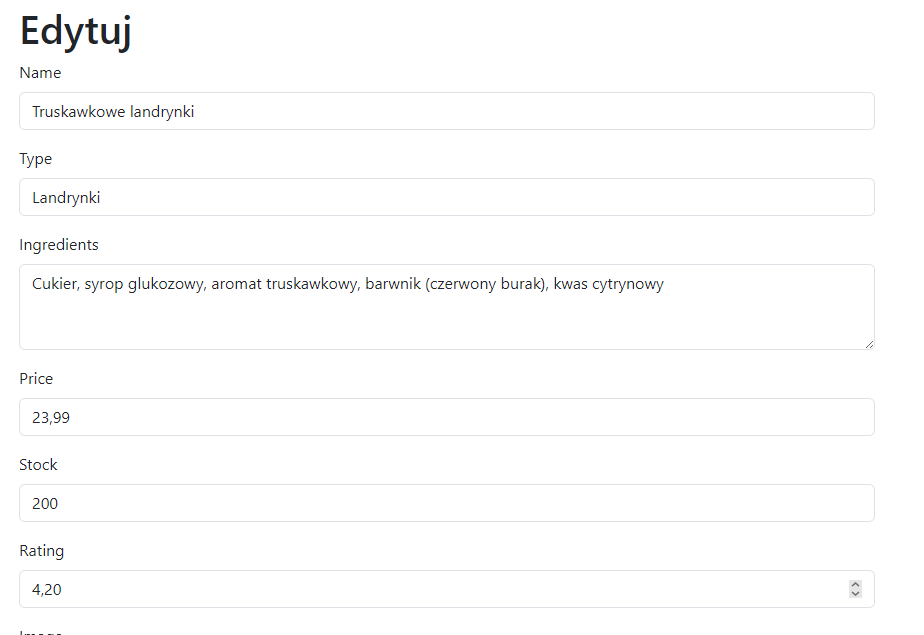 Edytuj
Name
Truskawkowe landrynki
Type
Landrynki
Ingredients
Cukier, syrop glukozowy, aromat truskawkowy, barwnik (czerwony burak), kwas cytrynowy
Price
23,99
Stock
200
Rating
4,20
Image